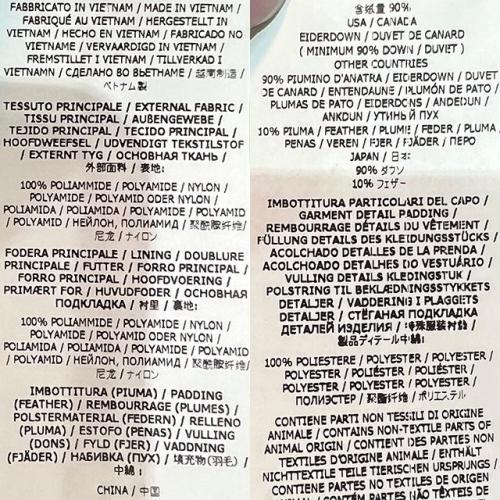 FABBRICATO IN VIETNAM / MADE IN VIETNAM /
FABRIQUÉ AU VIETNAM / HERGESTELLT IN
VIETNAM / HECHO EN VIETNAM / FABRICADO NO
VIETNAME / VERVAARDIGD IN VIETNAM /
FREMSTILLET I VIETNAM / TILLVERKAD I
VIETNAMN / СДЕЛАНО ВО ВЬЕТНАМЕ / 越南制造 /
ベトナム製
TESSUTO PRINCIPALE / EXTERNAL FABRIC /
TISSU PRINCIPAL / AUßENGEWEBE /
TEJIDO PRINCIPAL / TECIDO PRINCIPAL /
HOOFDWEEFSEL / UDVENDIGT TEKSTILSTOF
/ EXTERNT TYG / ОСНОВНАЯ ТКАНЬ /
外部面料 / 表地:
100% POLIAMMIDE / POLYAMIDE / NYLON /
POLYAMIDE / POLYAMID ODER NYLON /
POLIAMIDA / POLIAMIDA / POLYAMIDE / POLYAMID
/ POLYAMID / НЕЙЛОН, ПОЛИАМИД / 聚酰胺纤维/
尼龙 / ナイロン
FODERA PRINCIPALE / LINING / DOUBLURE
PRINCIPALE / FUTTER / FORRO PRINCIPAL /
FORRO PRINCIPAL / HOOFDVOERING /
PRIMÆRT FOR / HUVUDFODER / ОСНОВНАЯ
ПОДКЛАДКА / 衬里 / 裏地:
100% POLIAMMIDE / POLYAMIDE / NYLON /
POLYAMIDE / POLYAMID ODER NYLON /
POLIAMIDA / POLIAMIDA / POLYAMIDE / POLYAMID
/ POLYAMID / НЕЙЛОН, ПОЛИАМИД / 聚酰胺纤维/
尼龙 / ナイロン
IMBOTTITURA (PIUMA) / PADDING
(FEATHER) / REMBOURRAGE (PLUMES) /
POLSTERMATERIAL (FEDERN) / RELLENO
(PLUMA) / ESTOFO (PENAS) / VULLING
(DONS) / FYLD (FJER) / VADDNING
(FJÄDER) / НАБИВКА (ПУХ) / 填充物(羽毛) /
中綿:
CHINA / 中国
含绒量 90%
USA / CANADA
EIDERDOWN / DUVET DE CANARD
( MINIMUM 90% DOWN / DUVET )
OTHER COUNTRIES
90% PIUMINO D'ANATRA / EIDERDOWN / DUVET
DE CANARD / ENTENDAUNE / PLUMÓN DE PATO /
PLUMAS DE PATO / EIDERDONS / ANDEDUN /
ANKDUN / УТИНЫЙ ПУХ
10% PIUMA / FEATHER / PLUME / FEDER / PLUMA /
PENAS / VEREN / FJER / FJÄDER / ПЕРО
JAPAN / 日本:
90% ダウン
10% フェザー
IMBOTTITURA PARTICOLARI DEL CAPO /
GARMENT DETAIL PADDING /
REMBOURRAGE DÉTAILS DU VÊTEMENT /
FÜLLUNG DETAILS DES KLEIDUNGSSTÜCKS /
ACOLCHADO DETALLES DE LA PRENDA /
ACOLCHOADO DETALHES DO VESTUÁRIO /
VULLING DETAILS KLEDINGSTUK /
POLSTRING TIL BEKLÆDNINGSSTYKKETS
DETALJER / VADDERING I PLAGGETS
DETALJER / СТЁГАНАЯ ПОДКЛАДКА
ДЕТАЛЕЙ ИЗДЕЛИЯ / 特殊服装衬絵 /
製品ディテール中綿:
100% POLIESTERE / POLYESTER / POLYESTER /
POLYESTER / POLIÉSTER / POLIÉSTER /
POLYESTER / POLYESTER / POLYESTER /
ПОЛИЭСТЕР / 聚酯纤维 / ポリエステル
CONTIENE PARTI NON TESSILI DI ORIGINE
ANIMALE / CONTAINS NON-TEXTILE PARTS OF
ANIMAL ORIGIN / CONTIENT DES PARTIES NON
TEXTILES D'ORIGINE ANIMALE / ENTHÄLT
NICHTTEXTILE TEILE TIERISCHEN URSPRUNGS /
CONTIENE PARTES NO TEXTILES DE ORIGEN
ANIMAL / CONTÉM PARTES NÃO TÊXTEIS DE